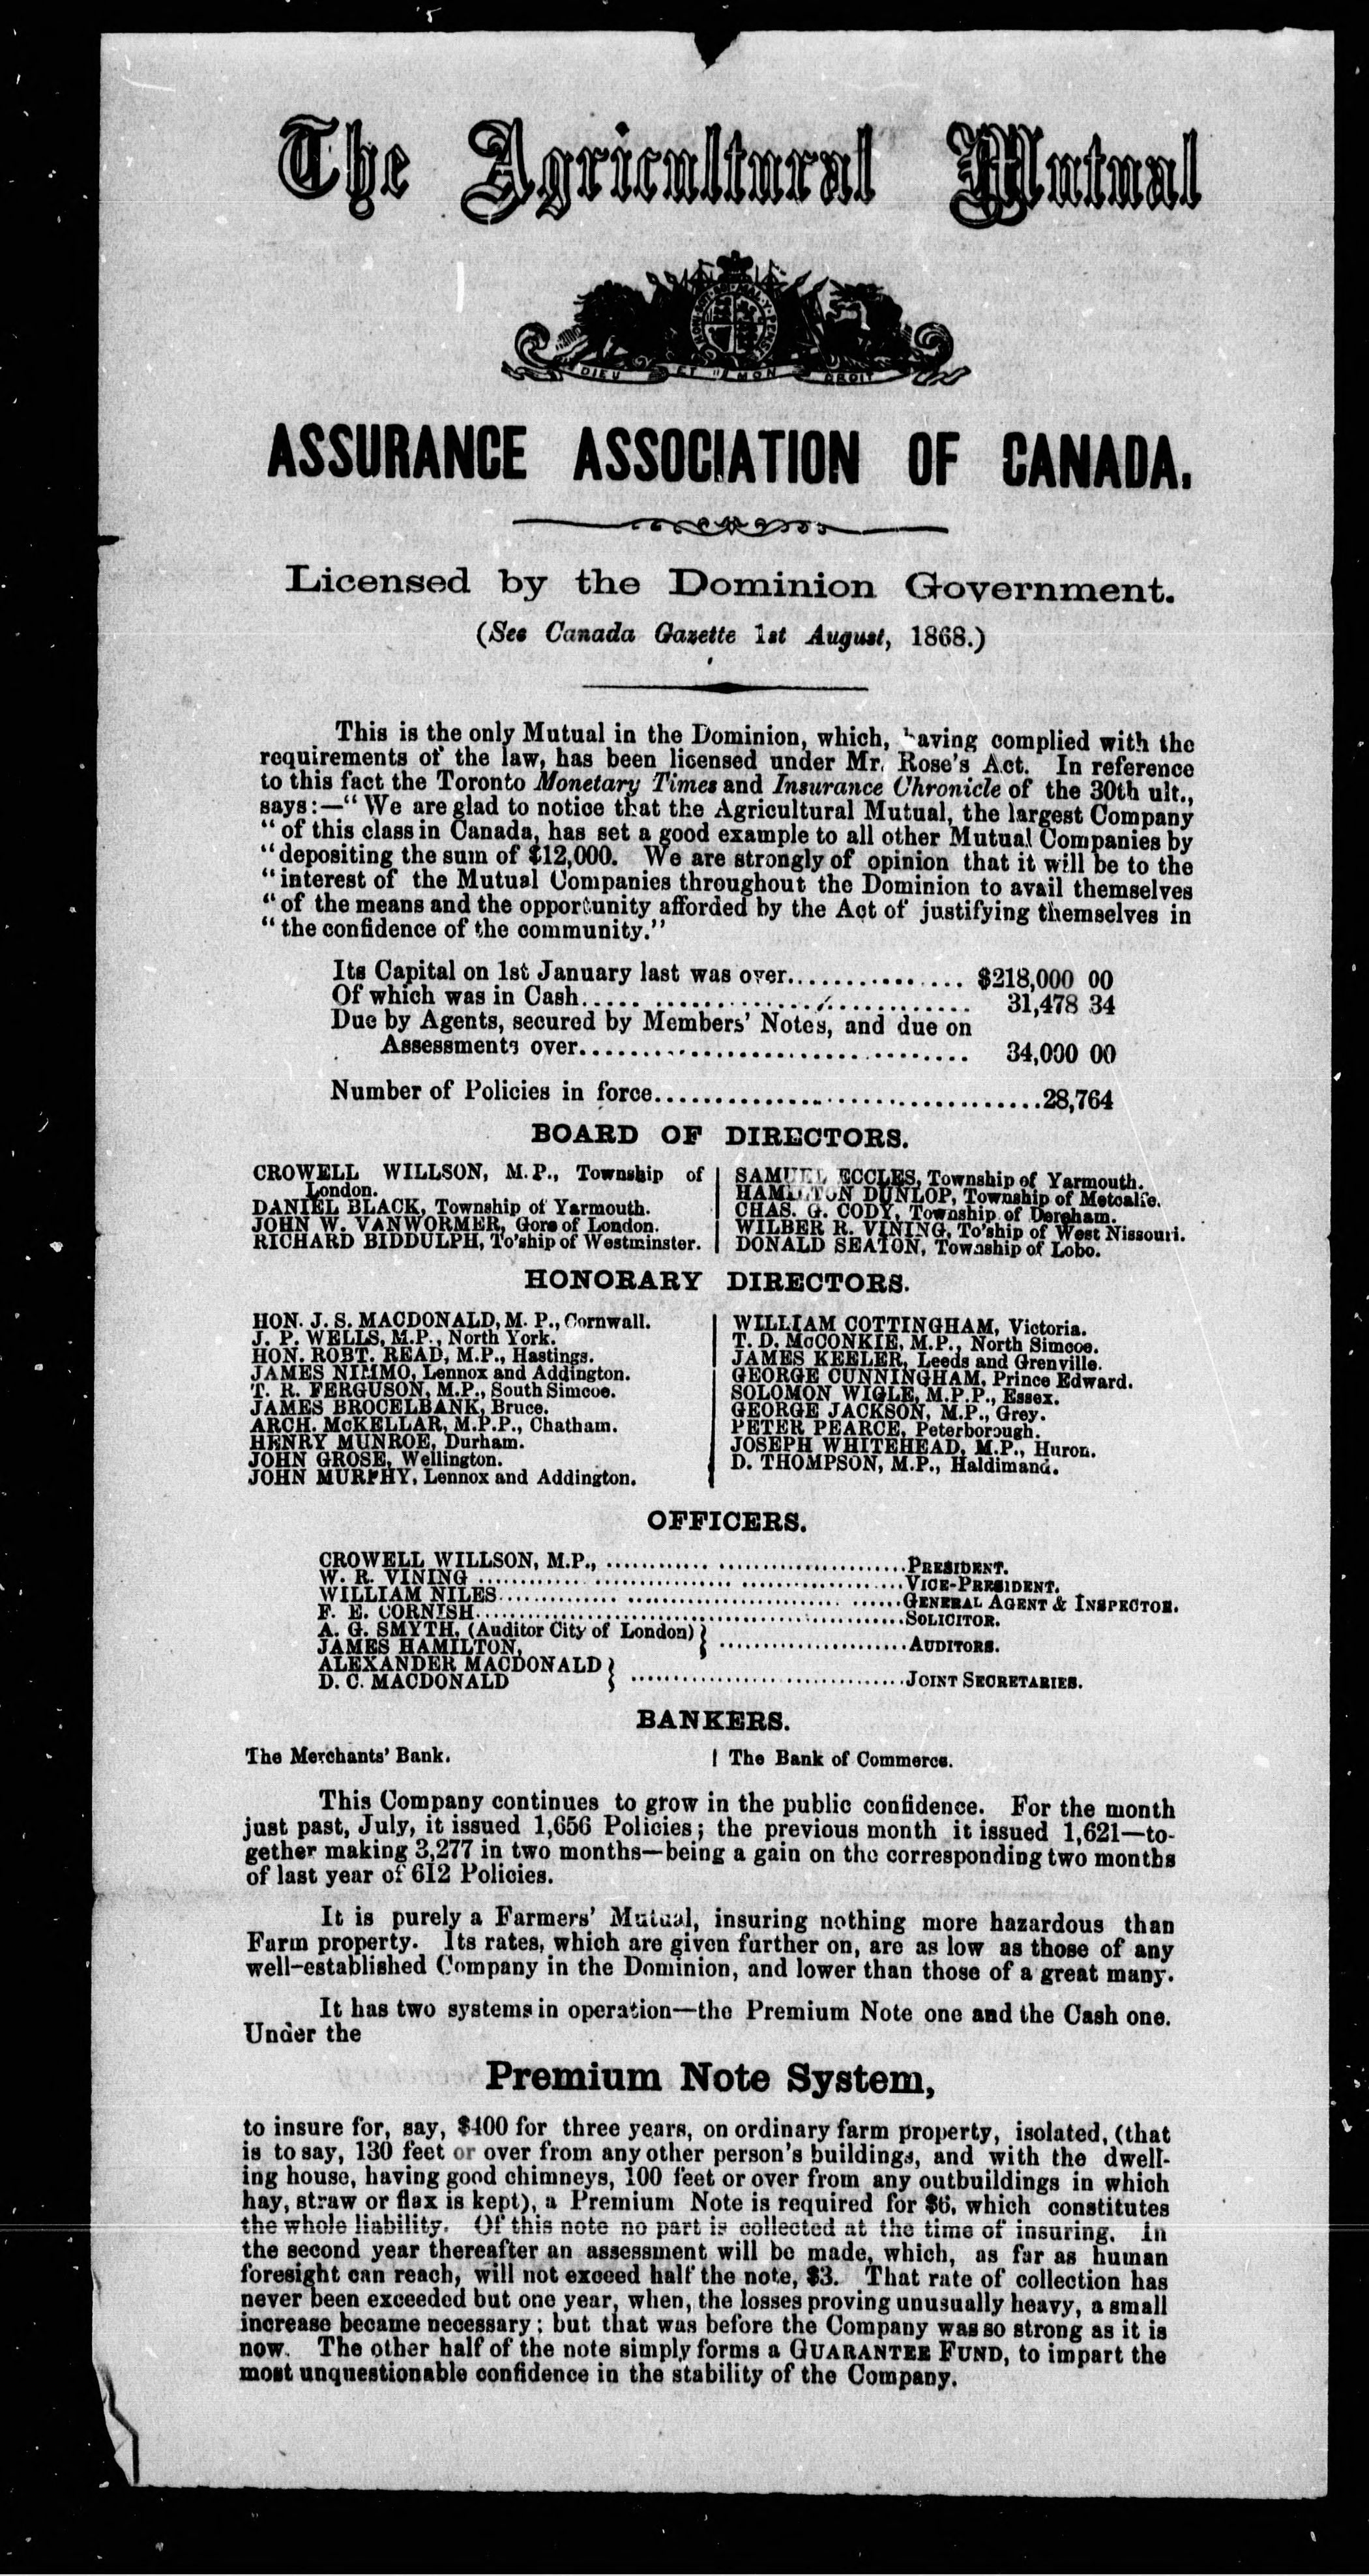 The Agricultural Mutual
HONI SOIT QUI MAL Y PENSE
DIEU ET MON DROIT
ASSURANCE ASSOCIATION OF CANADA.
Licensed by the Dominion Government.
(See Canada Gazette 1st August, 1868.)
This is the only Mutual in the Dominion, which, having complied with the
requirements of the law, has been licensed under Mr. Rose's Act. In reference
to this fact the Toronto Monetary Times and Insurance Chronicle of the 30th ult.,
says:—"We are glad to notice that the Agricultural Mutual, the largest Company
"of this class in Canada, has set a good example to all other Mutual Companies by
"depositing the sum of $12,000. We are strongly of opinion that it will be to the
"interest of the Mutual Companies throughout the Dominion to avail themselves
"of the means and the opportunity afforded by the Act of justifying themselves in
"the confidence of the community."
Its Capital on 1st January last was over................ $218,000 00
Of which was in Cash.............................. 31,478 34
Due by Agents, secured by Members' Notes, and due on
Assessments over.............................. 34,000 00
Number of Policies in force..............................28,764
BOARD OF DIRECTORS.
CROWELL WILLSON, M.P., Township of
London.
DANIEL BLACK, Township of Yarmouth.
JOHN W. VANWORMER, Gore of London.
RICHARD BIDDULPH, To'ship of Westminster.
SAMUEL ECCLES, Township of Yarmouth.
HAMILTON DUNLOP, Township of Metcalfe.
CHAS. G. CODY, Township of Dereham.
WILBER R. VINING, To'ship of West Nissouri.
DONALD SEATON, Township of Lobo.
HONORARY DIRECTORS.
HON. J. S. MACDONALD, M. P., Cornwall.
J. P. WELLS, M.P., North York.
HON. ROBT. READ, M.P., Hastings.
JAMES NIMMO, Lennox and Addington.
T. R. FERGUSON, M.P., South Simcoe.
JAMES BROCELBANK, Bruce.
ARCH. McKELLAR, M.P.P., Chatham.
HENRY MUNROE, Durham.
JOHN GROSE, Wellington.
JOHN MURPHY, Lennox and Addington.
WILLIAM COTTINGHAM, Victoria.
T. D. McCONKIE, M.P., North Simcoe.
JAMES KEELER, Leeds and Grenville.
GEORGE CUNNINGHAM, Prince Edward.
SOLOMON WIGLE, M.P.P., Essex.
GEORGE JACKSON, M.P., Grey.
PETER PEARCE, Peterborough.
JOSEPH WHITEHEAD, M.P., Huron.
D. THOMPSON, M.P., Haldimand.
OFFICERS.
CROWELL WILLSON, M.P., ..............................PRESIDENT.
W. R. VINING ..............................VICE-PRESIDENT.
WILLIAM NILES..............................GENERAL AGENT & INSPECTOR.
F. E. CORNISH..............................SOLICITOR.
A. G. SMYTH, (Auditor City of London) }
JAMES HAMILTON, } ......................AUDITORS.
ALEXANDER MACDONALD }
D. C. MACDONALD } ..............................JOINT SECRETARIES.
BANKERS.
The Merchants' Bank. | The Bank of Commerce.
This Company continues to grow in the public confidence. For the month
just past, July, it issued 1,656 Policies; the previous month it issued 1,621—to-
gether making 3,277 in two months—being a gain on the corresponding two months
of last year of 612 Policies.
It is purely a Farmers' Mutual, insuring nothing more hazardous than
Farm property. Its rates, which are given further on, are as low as those of any
well-established Company in the Dominion, and lower than those of a great many.
It has two systems in operation—the Premium Note one and the Cash one.
Under the
Premium Note System,
to insure for, say, $400 for three years, on ordinary farm property, isolated, (that
is to say, 130 feet or over from any other person's buildings, and with the dwell-
ing house, having good chimneys, 100 feet or over from any outbuildings in which
hay, straw or flax is kept), a Premium Note is required for $6, which constitutes
the whole liability. Of this note no part is collected at the time of insuring. In
the second year thereafter an assessment will be made, which, as far as human
foresight can reach, will not exceed half the note, $3. That rate of collection has
never been exceeded but one year, when, the losses proving unusually heavy, a small
increase became necessary; but that was before the Company was so strong as it is
now. The other half of the note simply forms a GUARANTEE FUND, to impart the
most unquestionable confidence in the stability of the Company.